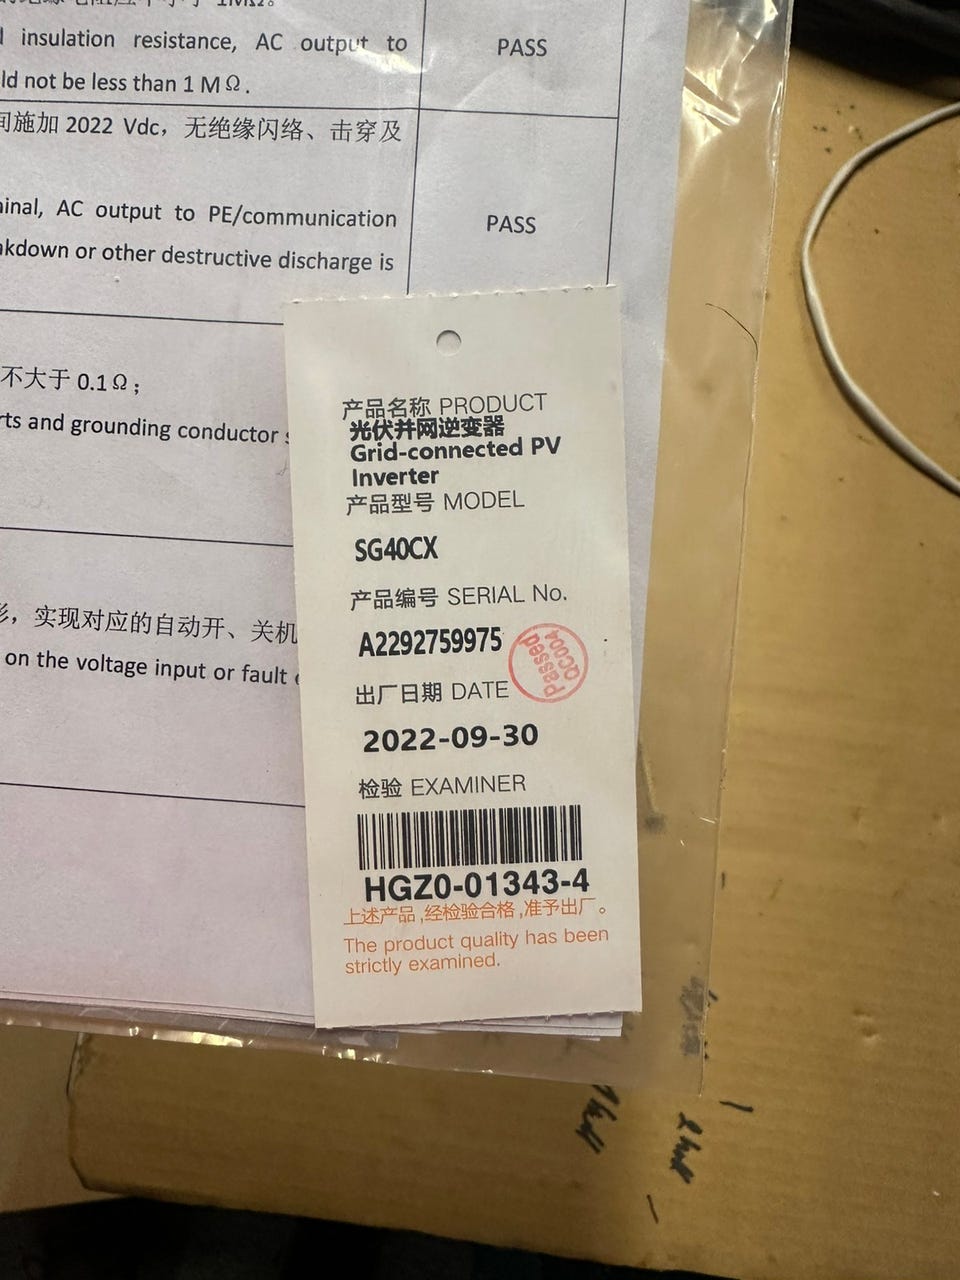 insulation resistance, AC output to
PASS
ld not be less than 1 M Ω.
间施加 2022 Vdc，无绝缘闪络、击穿及
inal, AC output to PE/communication
PASS
akdown or other destructive discharge is
不大于 0.1 Ω；
rts and grounding conductor
形，实现对应的自动开、关机
on the voltage input or fault
产品名称 PRODUCT
光伏并网逆变器
Grid-connected PV
Inverter
产品型号 MODEL
SG40CX
产品编号 SERIAL No.
A2292759975
Passed
QC004
出厂日期 DATE
2022-09-30
检验 EXAMINER
HGZ0-01343-4
上述产品,经检验合格,准予出厂。
The product quality has been
strictly examined.